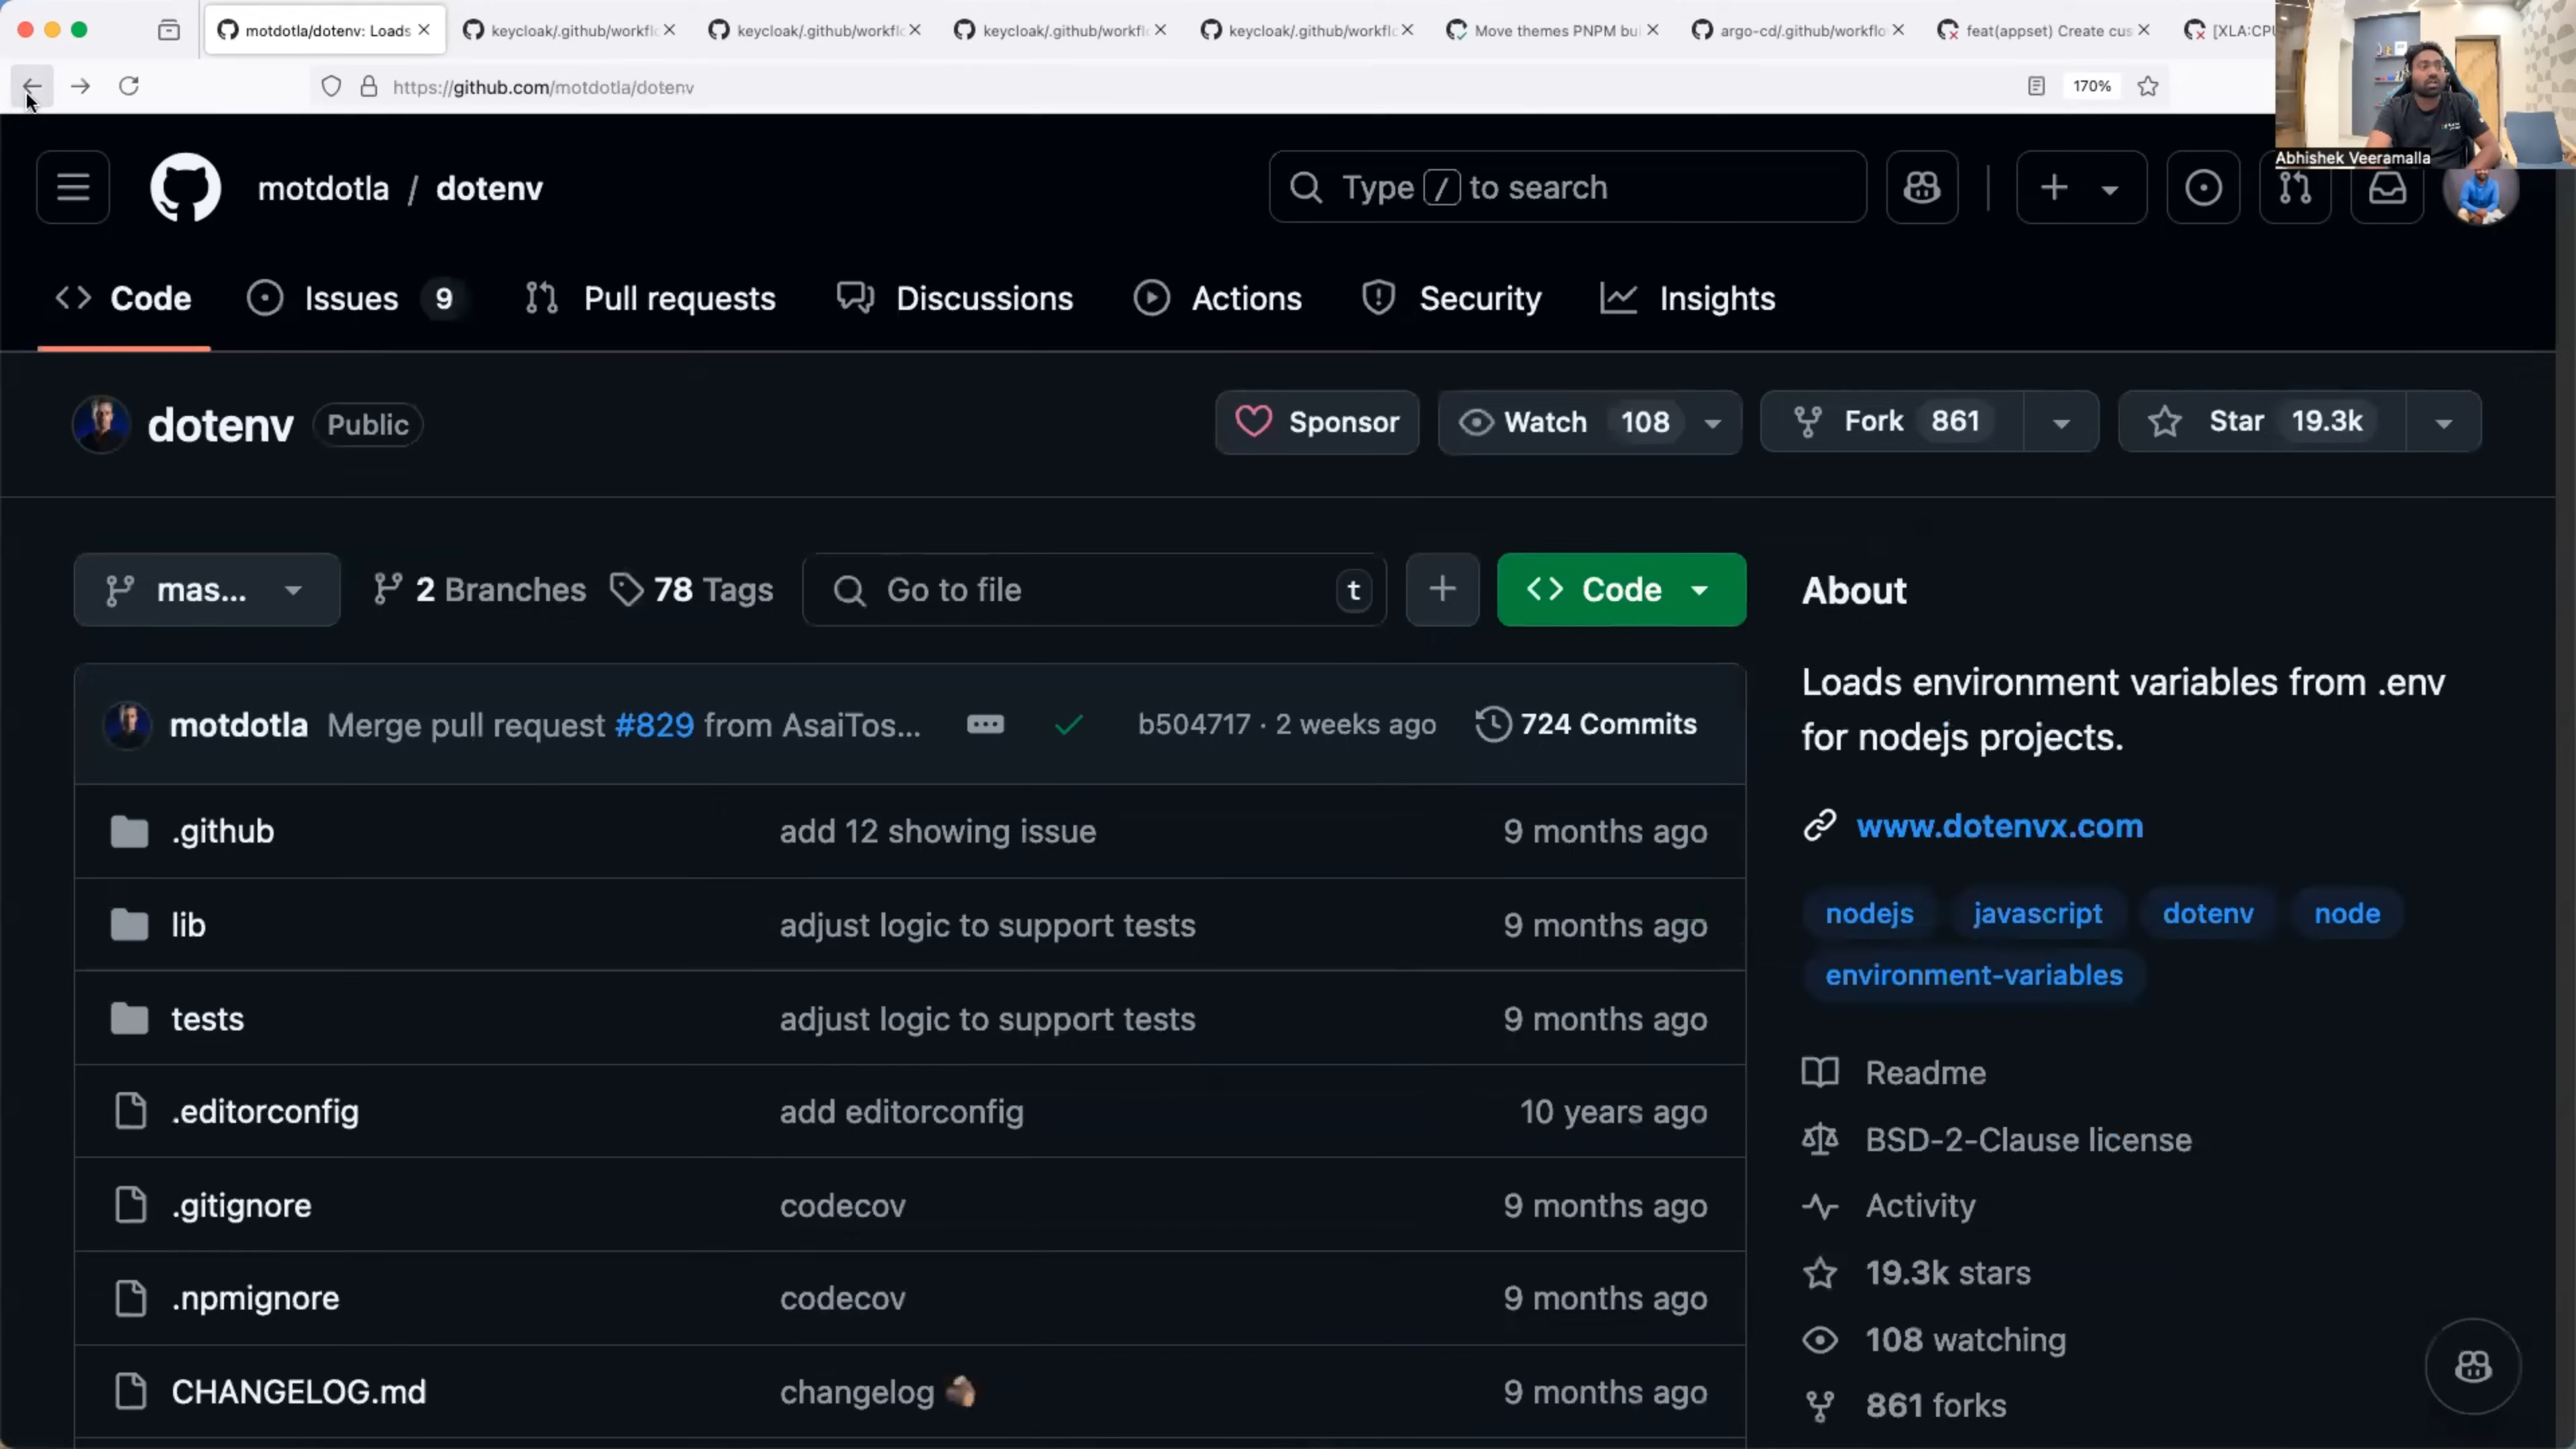 motdotla/dotenv: Loads
keycloak/.github/workflo
keycloak/.github/workflo
keycloak/.github/workflo
keycloak/.github/workflo
Move themes PNPM bui
argo-cd/.github/workflo
feat(appset) Create cus
[XLA:CPU
https://github.com/motdotla/dotenv
170%
Abhishek Veeramalla
motdotla / dotenv
Type / to search
Code
Issues 9
Pull requests
Discussions
Actions
Security
Insights
dotenv Public
Sponsor
Watch 108
Fork 861
Star 19.3k
mas...
2 Branches
78 Tags
Go to file
t
Code
motdotla Merge pull request #829 from AsaiTos... b504717 · 2 weeks ago 724 Commits
.github add 12 showing issue 9 months ago
lib adjust logic to support tests 9 months ago
tests adjust logic to support tests 9 months ago
.editorconfig add editorconfig 10 years ago
.gitignore codecov 9 months ago
.npmignore codecov 9 months ago
CHANGELOG.md changelog 9 months ago
About
Loads environment variables from .env
for nodejs projects.
www.dotenvx.com
nodejs javascript dotenv node
environment-variables
Readme
BSD-2-Clause license
Activity
19.3k stars
108 watching
861 forks